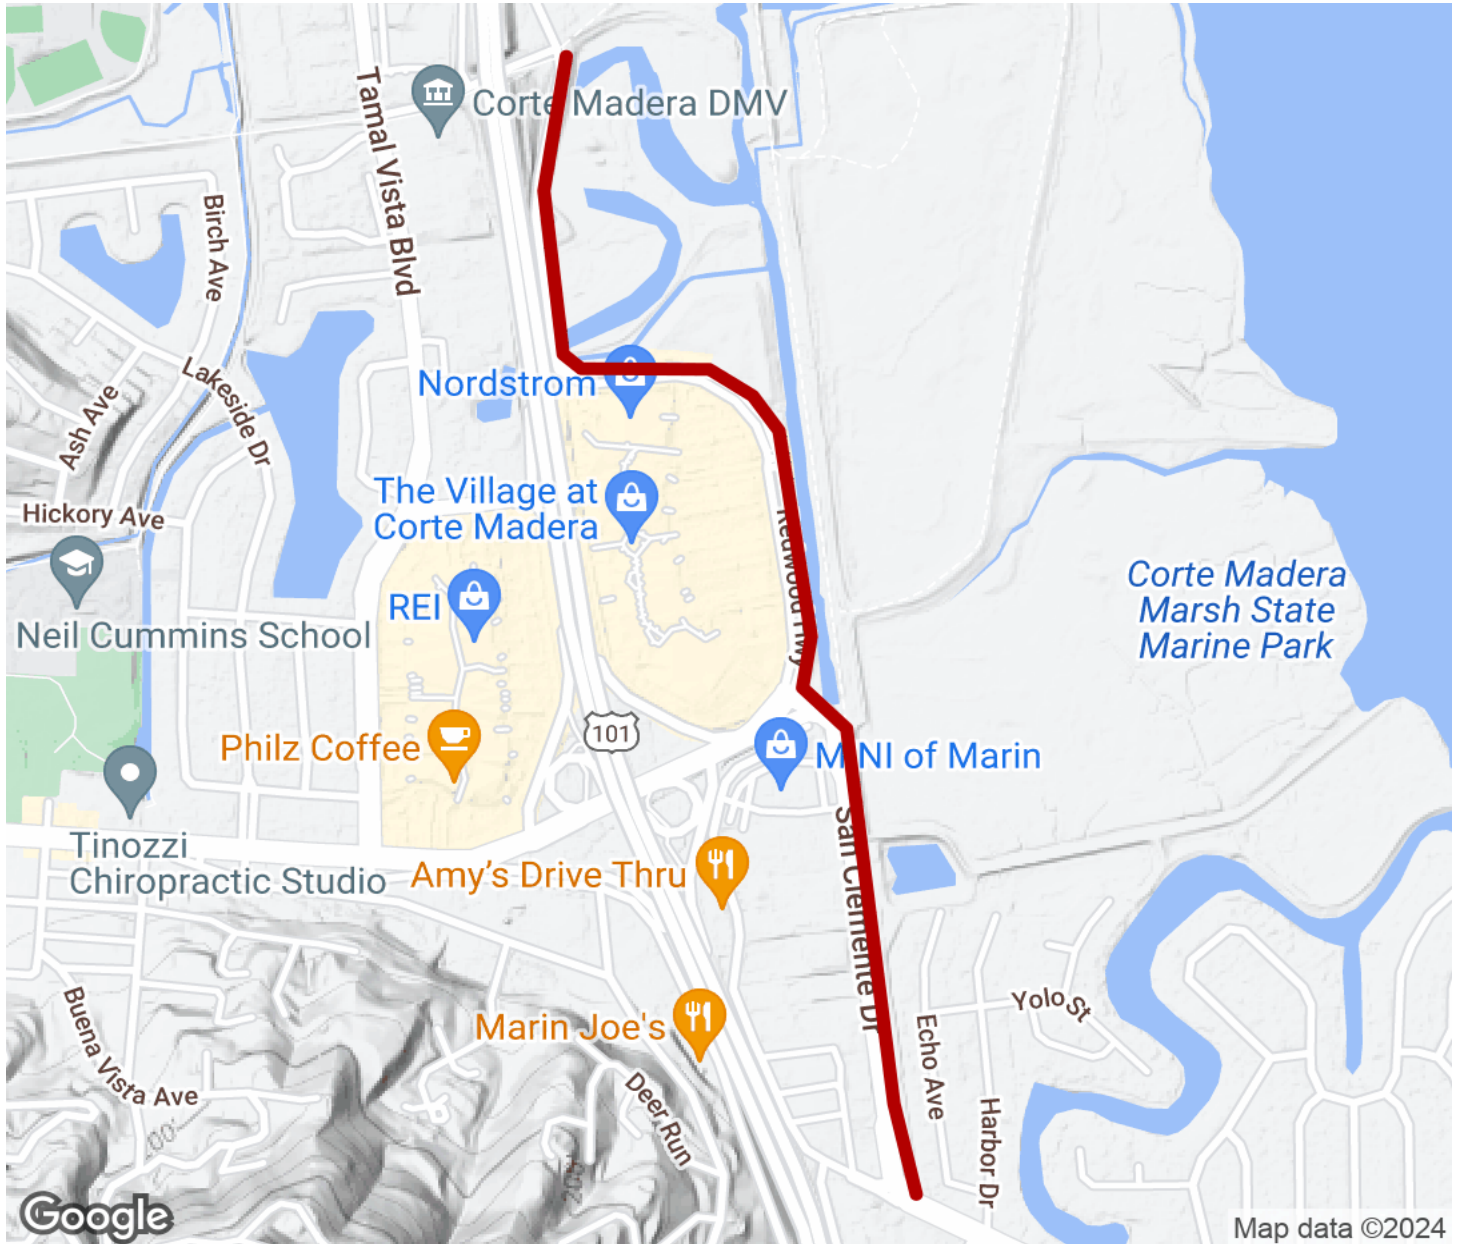 Corte Madera DMV
Tamal Vista Blvd
Birch Ave
Nordstrom
Lakeside Dr
Ash Ave
The Village at
Corte Madera
Hickory Ave
Redwood Hwy
REI
Corte Madera
Marsh State
Marine Park
Neil Cummins School
101
Philz Coffee
MINI of Marin
San Clemente Dr
Tinozzi
Chiropractic Studio
Amy's Drive Thru
Yolo St
Buena Vista Ave
Marin Joe's
Echo Ave
Deer Run
Harbor Dr
Google
Map data ©2024